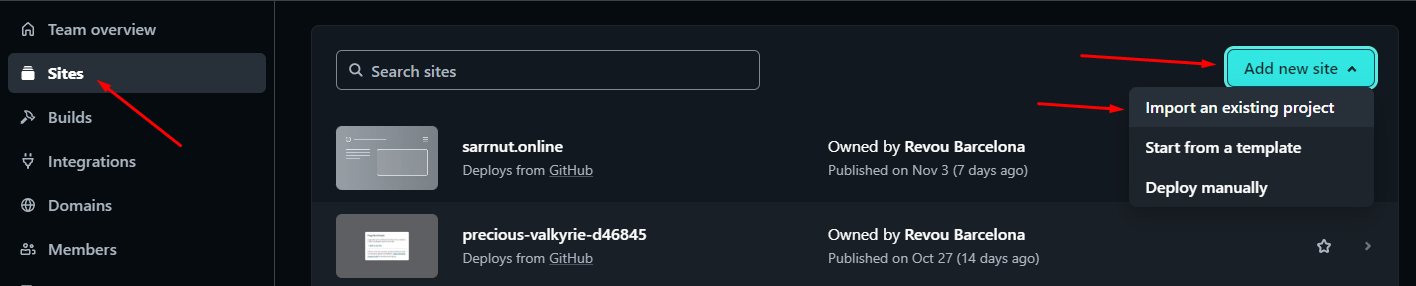 Team overview
Sites
Builds
Integrations
Domains
Members
Search sites
Add new site
Import an existing project
Start from a template
Deploy manually
sarrnut.online
Deploys from GitHub
Owned by Revou Barcelona
Published on Nov 3 (7 days ago)
precious-valkyrie-d46845
Deploys from GitHub
Owned by Revou Barcelona
Published on Oct 27 (14 days ago)